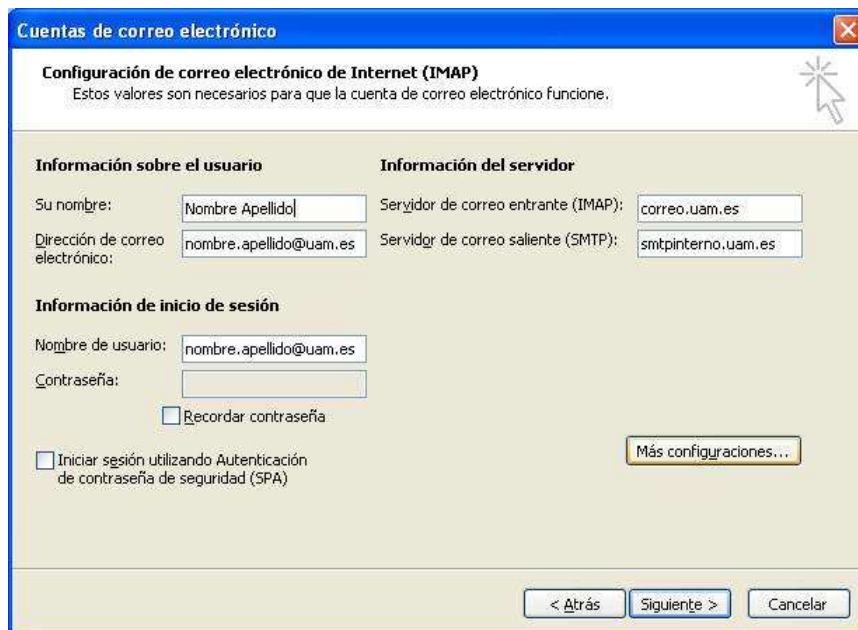 Cuentas de correo electrónico
Configuración de correo electrónico de Internet (IMAP)
Estos valores son necesarios para que la cuenta de correo electrónico funcione.
Información sobre el usuario
Su nombre: Nombre Apellido
Dirección de correo
electrónico: nombre.apellido@uam.es
Información del servidor
Servidor de correo entrante (IMAP): correo.uam.es
Servidor de correo saliente (SMTP): smtpinterno.uam.es
Información de inicio de sesión
Nombre de usuario: nombre.apellido@uam.es
Contraseña:
Recordar contraseña
Iniciar sesión utilizando Autenticación
de contraseña de seguridad (SPA)
Más configuraciones...
< Atrás
Siguiente >
Cancelar